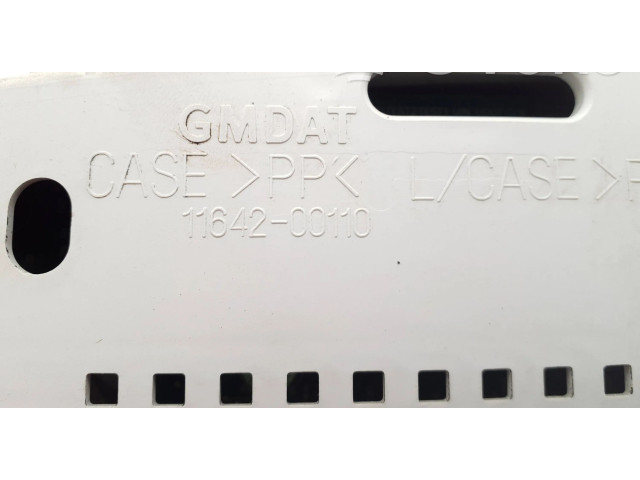 GMDAT
CASE >PP< L/CASE >P
11642-00110